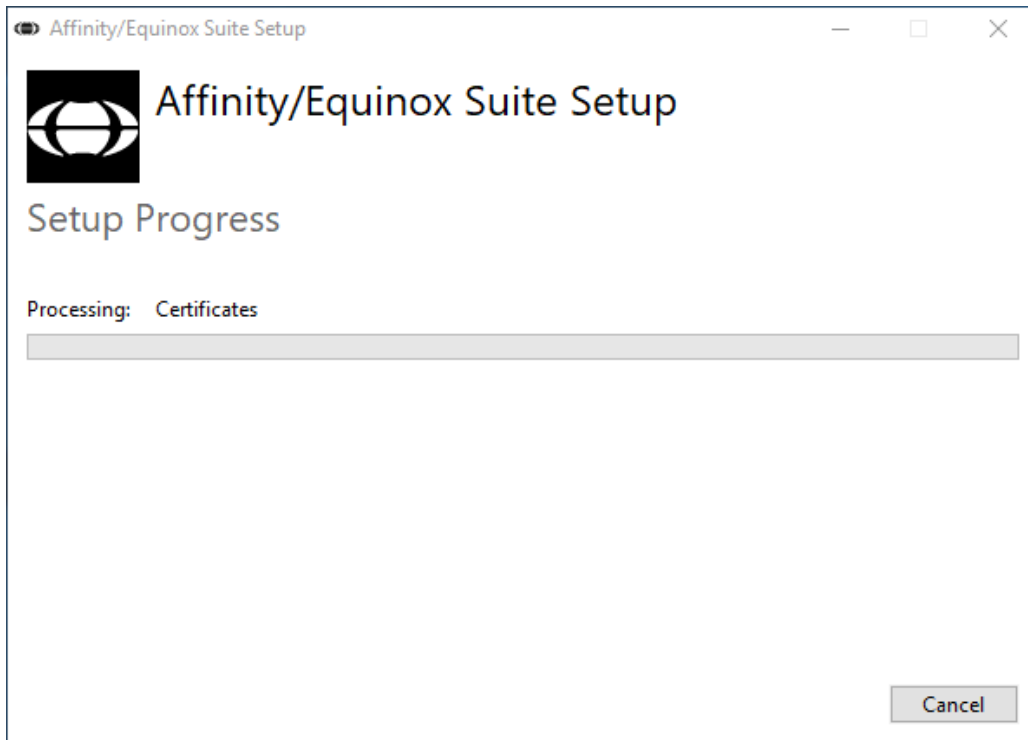 Affinity/Equinox Suite Setup
Affinity/Equinox Suite Setup
Setup Progress
Processing: Certificates
Cancel